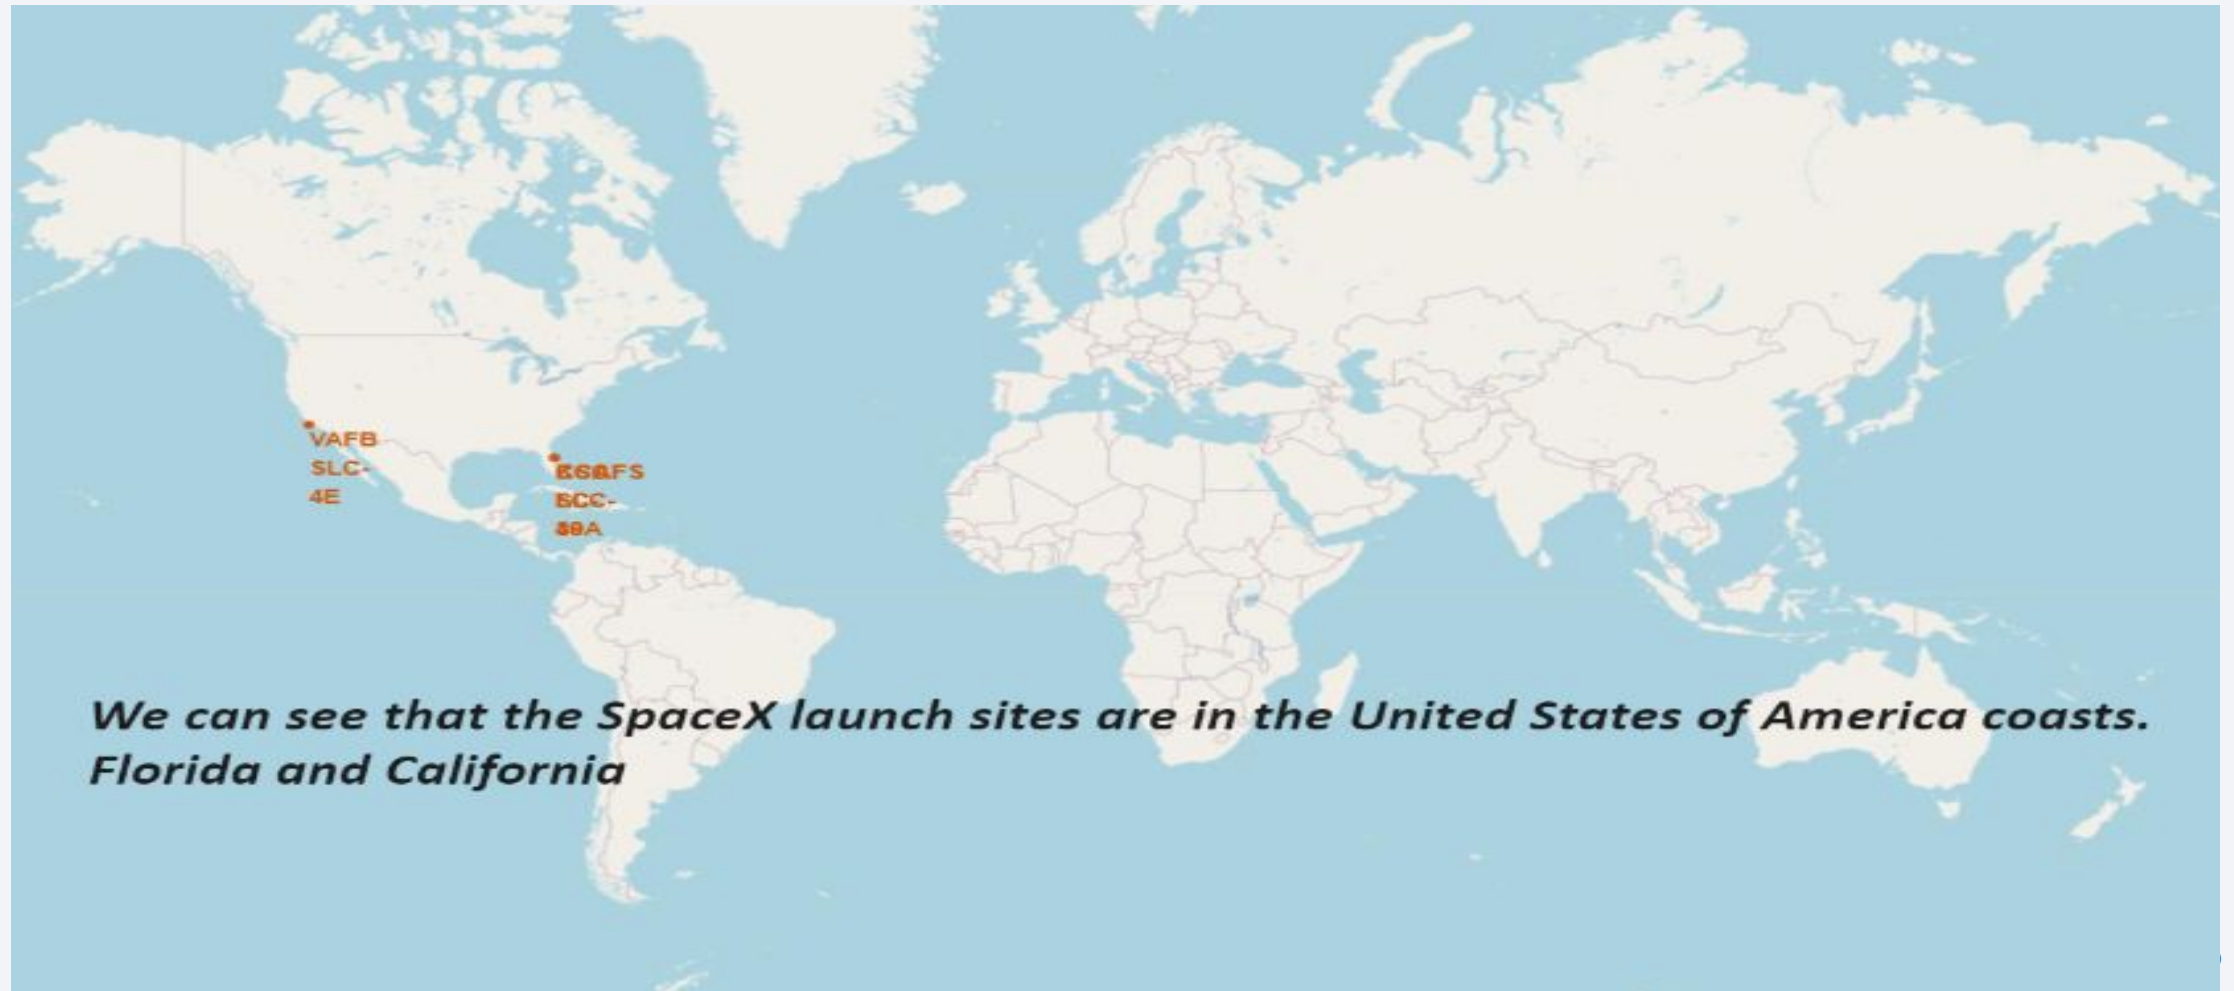 VAFB
SLC-
4E
We can see that the SpaceX launch sites are in the United States of America coasts.
Florida and California